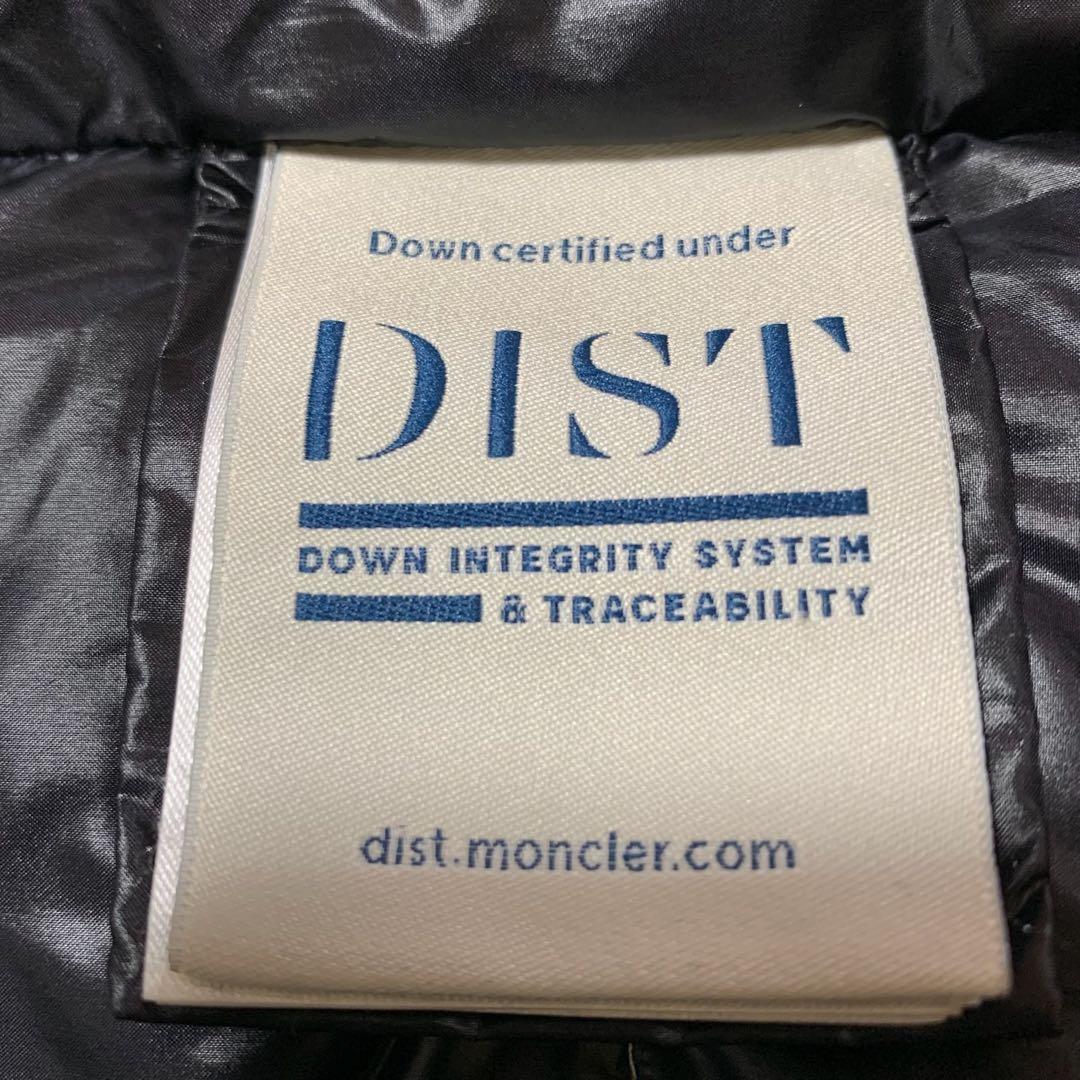 Down certified under
DIST
DOWN INTEGRITY SYSTEM
& TRACEABILITY
dist.moncler.com